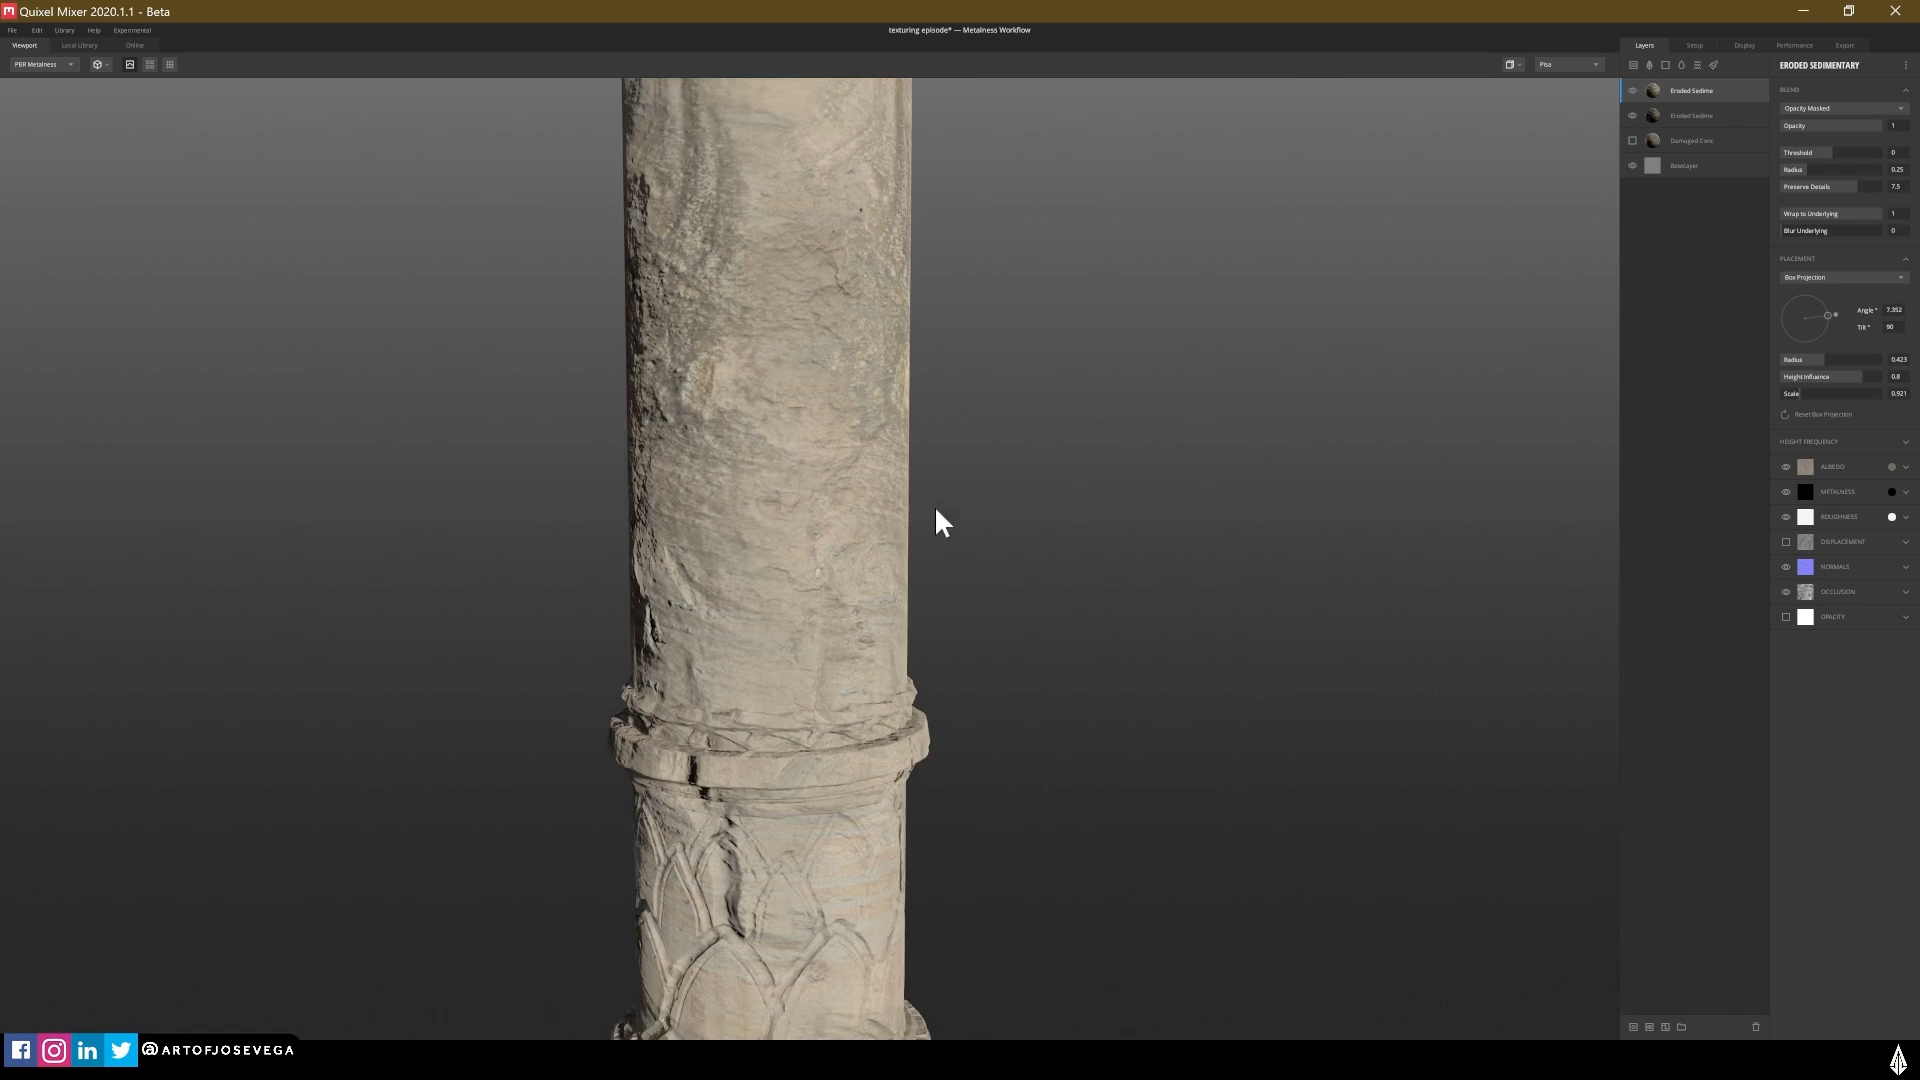 Quixel Mixer 2020.1.1 - Beta
File Edit Library Help Experimental
texturing episode* — Metalness Workflow
Viewport Local Library Online
Layers Setup Display Performance Export
PBR Metalness
Pisa
ERODED SEDIMENTARY
Eroded Sedime
Eroded Sedime
Damaged Conc
BaseLayer
BLEND
Opacity Masked
Opacity 1
Threshold 0
Radius 0.25
Preserve Details 7.5
Wrap to Underlying 1
Blur Underlying 0
PLACEMENT
Box Projection
Angle ° 7.352
Tilt ° 90
Radius 0.423
Height Influence 0.8
Scale 0.921
Reset Box Projection
HEIGHT FREQUENCY
ALBEDO
METALNESS
ROUGHNESS
DISPLACEMENT
NORMALS
OCCLUSION
OPACITY
@ARTOFJOSEVEGA